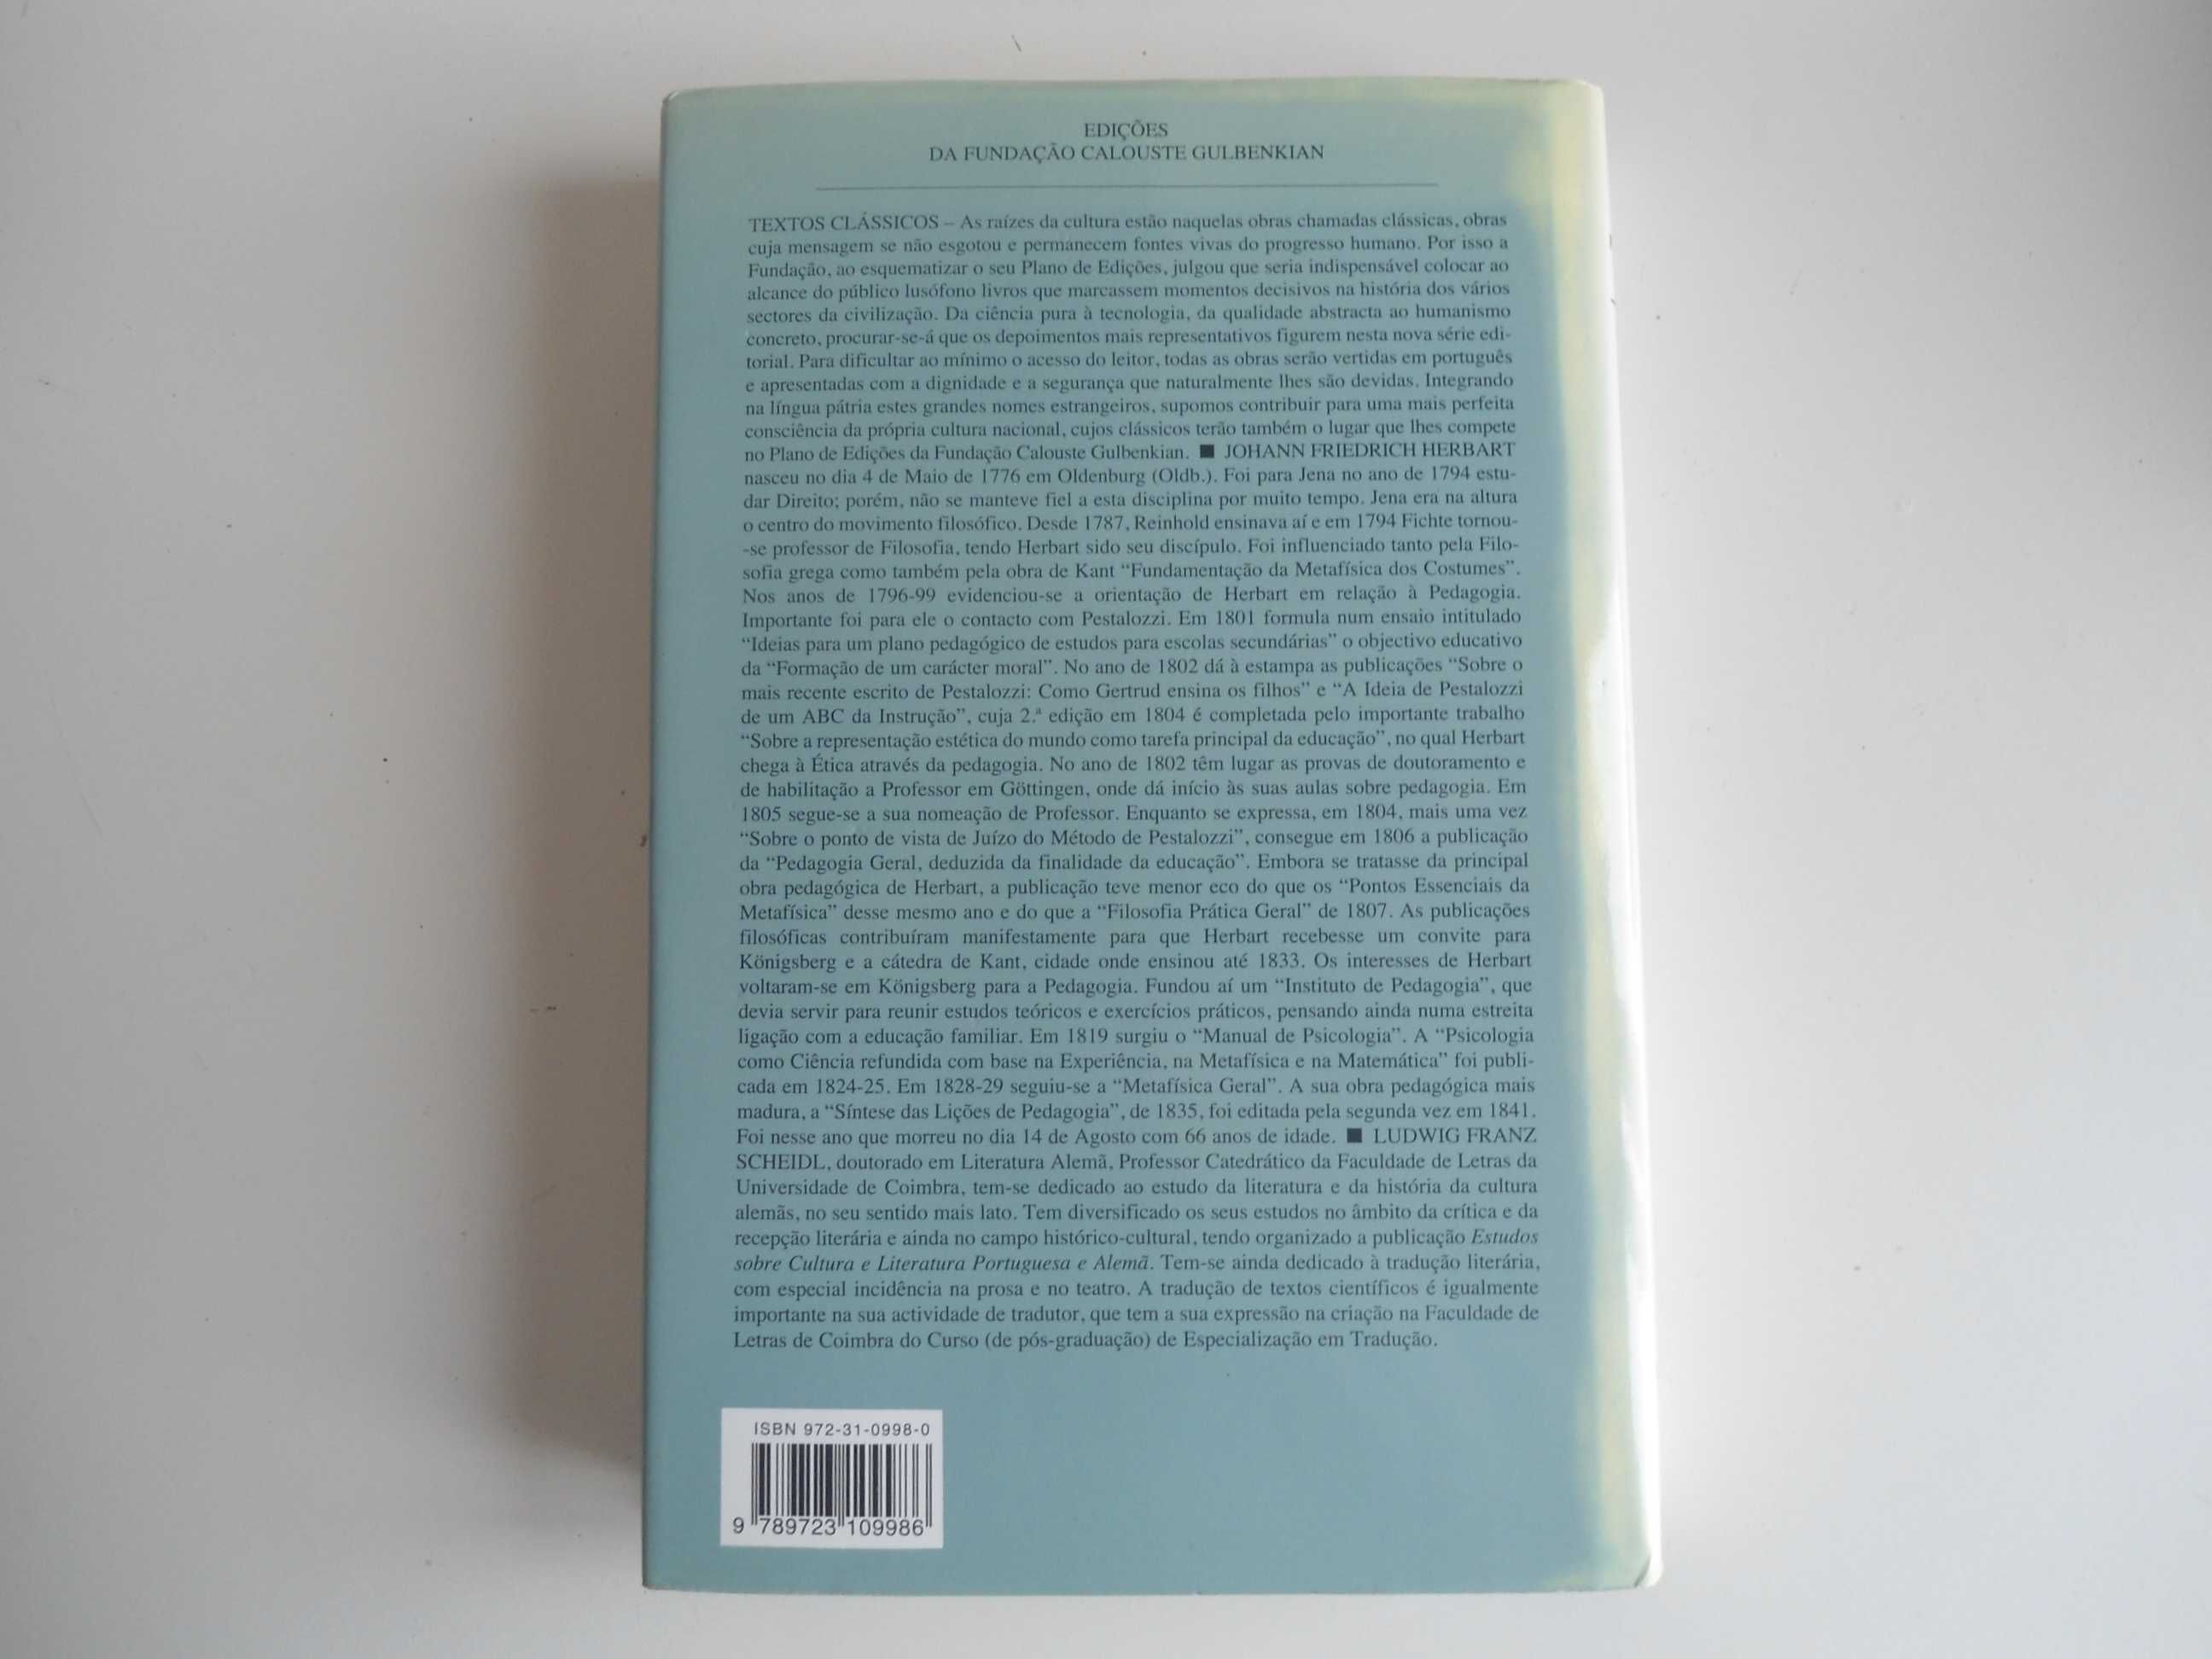 EDIÇÕES
DA FUNDAÇÃO CALOUSTE GULBENKIAN
TEXTOS CLÁSSICOS – As raízes da cultura estão naquelas obras chamadas clássicas, obras
cuja mensagem se não esgotou e permanecem fontes vivas do progresso humano. Por isso a
Fundação, ao esquematizar o seu Plano de Edições, julgou que seria indispensável colocar ao
alcance do público lusófono livros que marcassem momentos decisivos na história dos vários
sectores da civilização. Da ciência pura à tecnologia, da qualidade abstracta ao humanismo
concreto, procurar-se-á que os depoimentos mais representativos figurem nesta nova série edi-
torial. Para dificultar ao mínimo o acesso do leitor, todas as obras serão vertidas em português
e apresentadas com a dignidade e a segurança que naturalmente lhes são devidas. Integrando
na língua pátria estes grandes nomes estrangeiros, supomos contribuir para uma mais perfeita
consciência da própria cultura nacional, cujos clássicos terão também o lugar que lhes compete
no Plano de Edições da Fundação Calouste Gulbenkian. ■ JOHANN FRIEDRICH HERBART
nasceu no dia 4 de Maio de 1776 em Oldenburg (Oldb.). Foi para Jena no ano de 1794 estu-
dar Direito; porém, não se manteve fiel a esta disciplina por muito tempo. Jena era na altura
o centro do movimento filosófico. Desde 1787, Reinhold ensinava aí e em 1794 Fichte tornou-
-se professor de Filosofia, tendo Herbart sido seu discípulo. Foi influenciado tanto pela Filo-
sofia grega como também pela obra de Kant “Fundamentação da Metafísica dos Costumes”.
Nos anos de 1796-99 evidenciou-se a orientação de Herbart em relação à Pedagogia.
Importante foi para ele o contacto com Pestalozzi. Em 1801 formula num ensaio intitulado
“Ideias para um plano pedagógico de estudos para escolas secundárias” o objectivo educativo
da “Formação de um carácter moral”. No ano de 1802 dá à estampa as publicações “Sobre o
mais recente escrito de Pestalozzi: Como Gertrud ensina os filhos” e “A Ideia de Pestalozzi
de um ABC da Instrução”, cuja 2.ª edição em 1804 é completada pelo importante trabalho
“Sobre a representação estética do mundo como tarefa principal da educação”, no qual Herbart
chega à Ética através da pedagogia. No ano de 1802 têm lugar as provas de doutoramento e
de habilitação a Professor em Göttingen, onde dá início às suas aulas sobre pedagogia. Em
1805 segue-se a sua nomeação de Professor. Enquanto se expressa, em 1804, mais uma vez
“Sobre o ponto de vista de Juízo do Método de Pestalozzi”, consegue em 1806 a publicação
da “Pedagogia Geral, deduzida da finalidade da educação”. Embora se tratasse da principal
obra pedagógica de Herbart, a publicação teve menor eco do que os “Pontos Essenciais da
Metafísica” desse mesmo ano e do que a “Filosofia Prática Geral” de 1807. As publicações
filosóficas contribuíram manifestamente para que Herbart recebesse um convite para
Königsberg e a cátedra de Kant, cidade onde ensinou até 1833. Os interesses de Herbart
voltaram-se em Königsberg para a Pedagogia. Fundou aí um “Instituto de Pedagogia”, que
devia servir para reunir estudos teóricos e exercícios práticos, pensando ainda numa estreita
ligação com a educação familiar. Em 1819 surgiu o “Manual de Psicologia”. A “Psicologia
como Ciência refundida com base na Experiência, na Metafísica e na Matemática” foi publi-
cada em 1824-25. Em 1828-29 seguiu-se a “Metafísica Geral”. A sua obra pedagógica mais
madura, a “Síntese das Lições de Pedagogia”, de 1835, foi editada pela segunda vez em 1841.
Foi nesse ano que morreu no dia 14 de Agosto com 66 anos de idade. ■ LUDWIG FRANZ
SCHEIDL, doutorado em Literatura Alemã, Professor Catedrático da Faculdade de Letras da
Universidade de Coimbra, tem-se dedicado ao estudo da literatura e da história da cultura
alemãs, no seu sentido mais lato. Tem diversificado os seus estudos no âmbito da crítica e da
recepção literária e ainda no campo histórico-cultural, tendo organizado a publicação Estudos
sobre Cultura e Literatura Portuguesa e Alemã. Tem-se ainda dedicado à tradução literária,
com especial incidência na prosa e no teatro. A tradução de textos científicos é igualmente
importante na sua actividade de tradutor, que tem a sua expressão na criação na Faculdade de
Letras de Coimbra do Curso (de pós-graduação) de Especialização em Tradução.
ISBN 972-31-0998-0
9 789723 109986